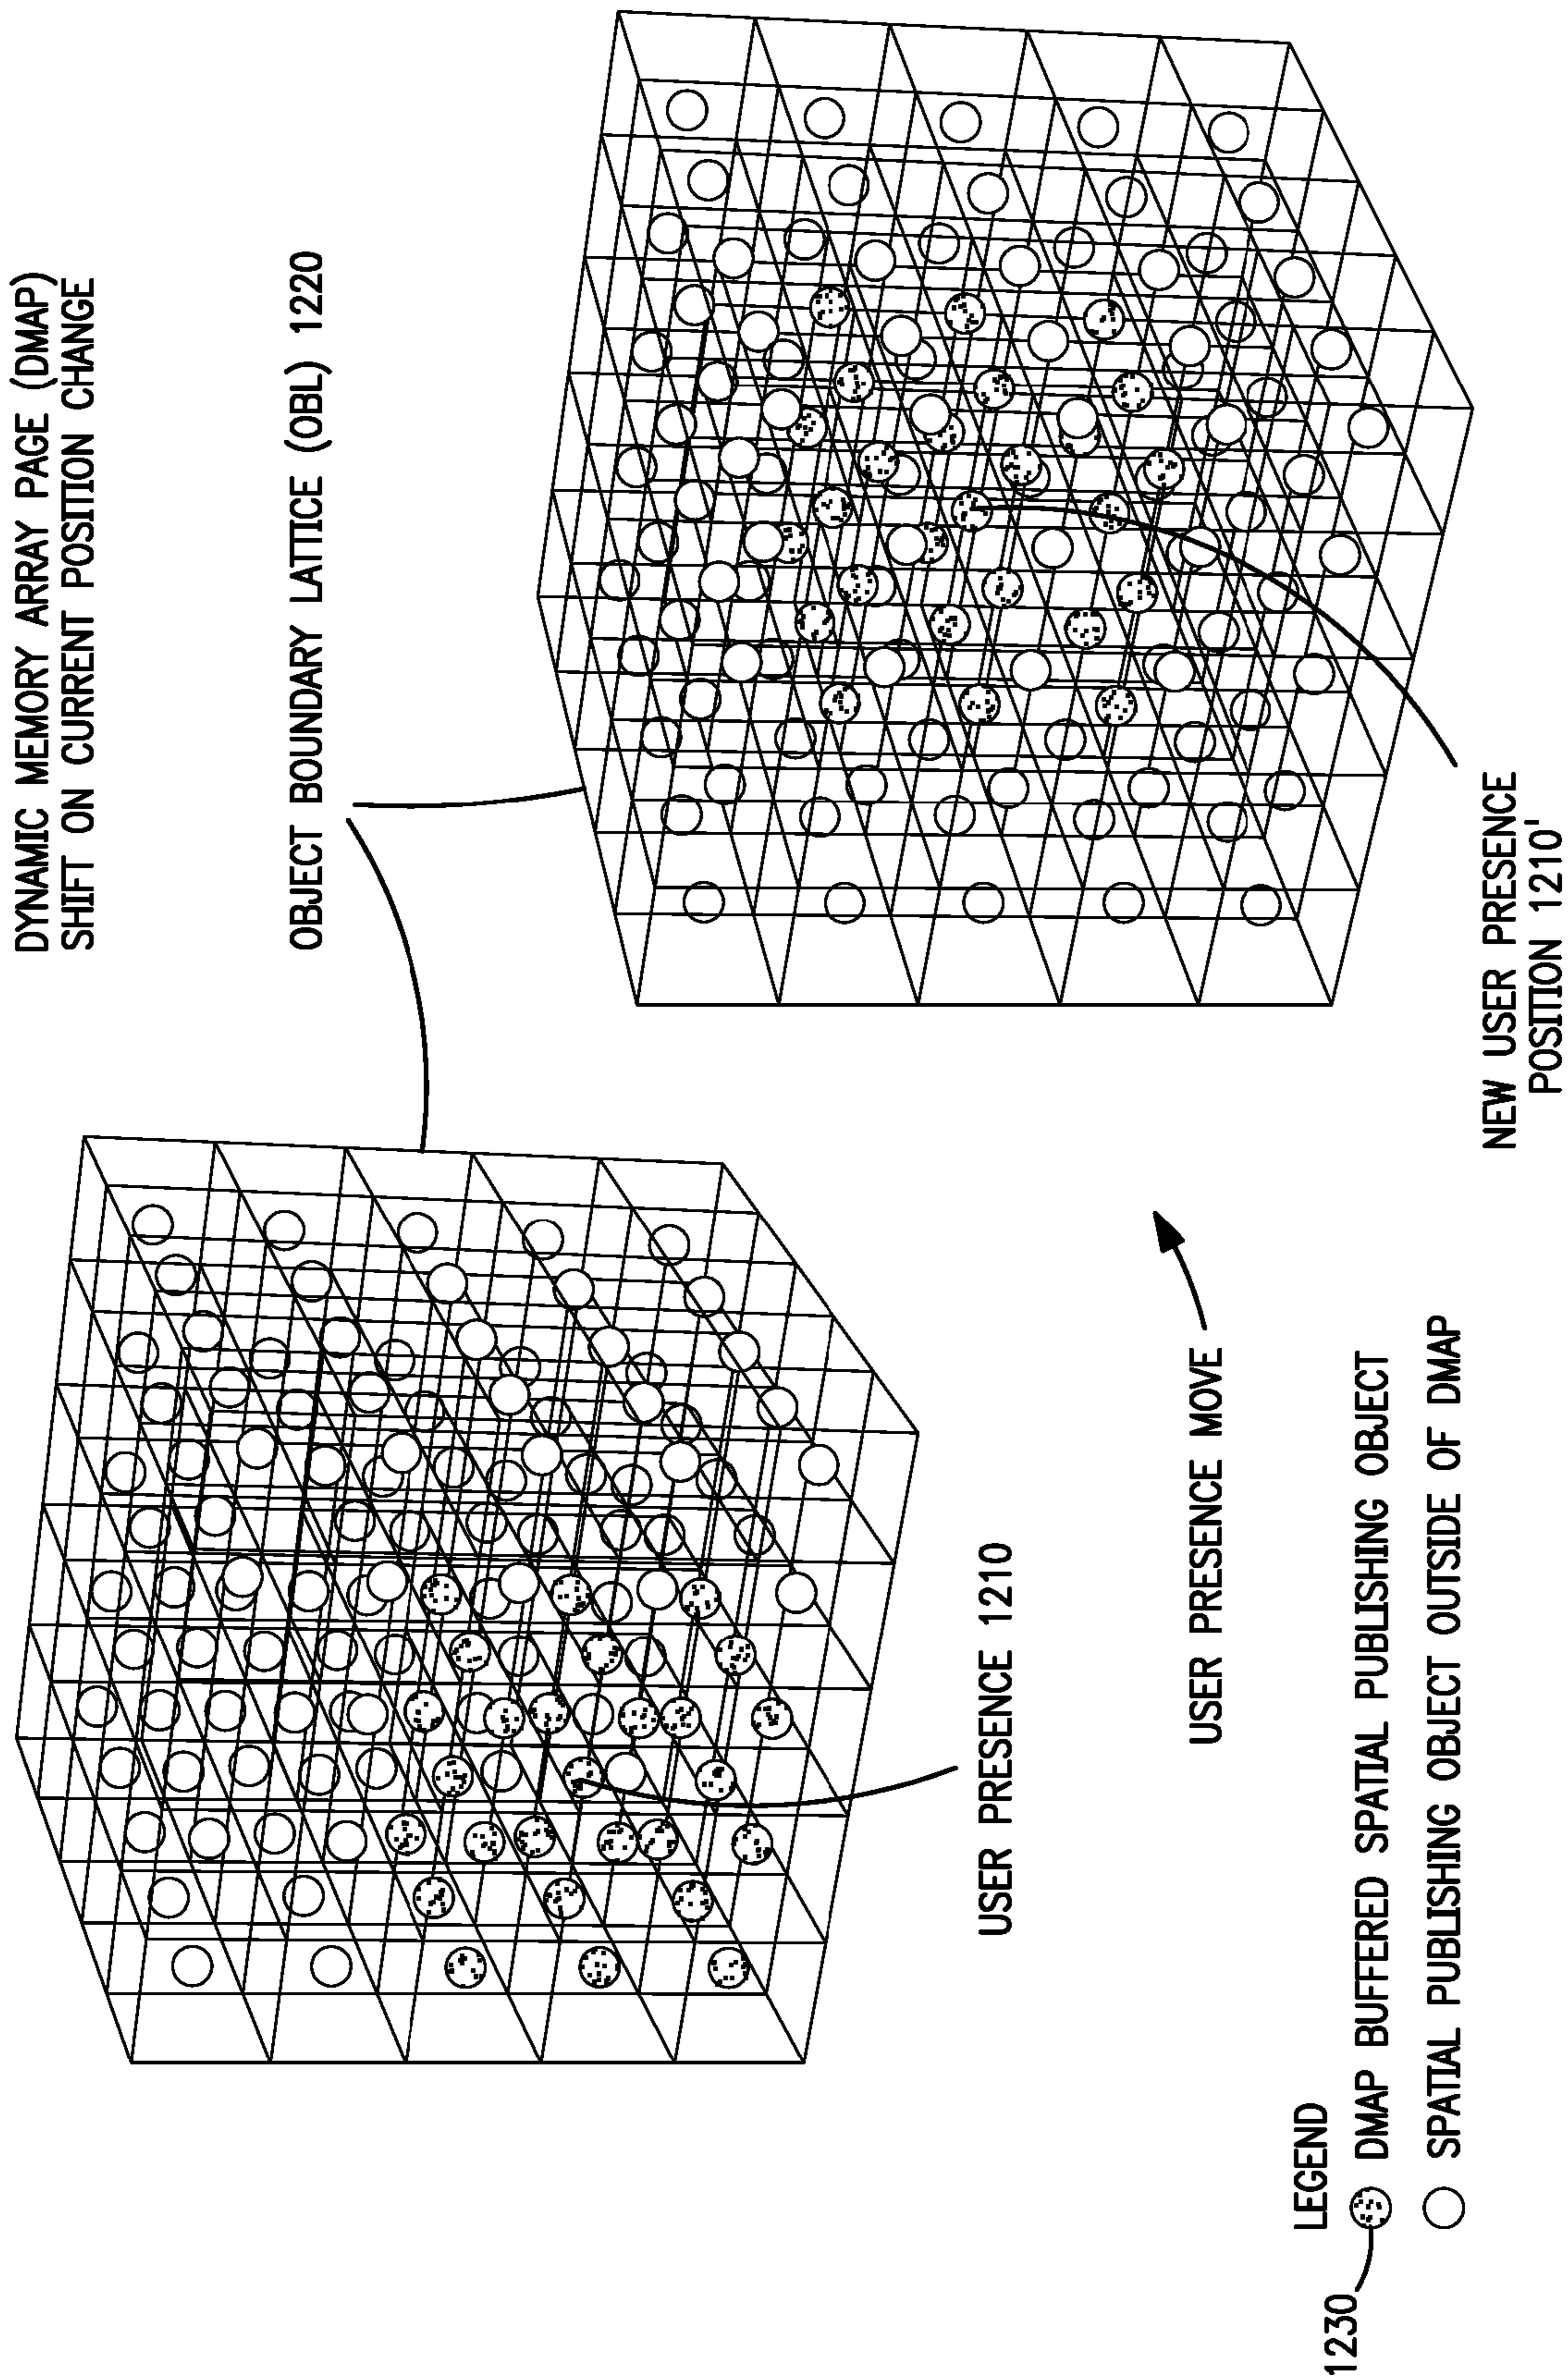 DYNAMIC MEMORY ARRAY PAGE (DMAP)
SHIFT ON CURRENT POSITION CHANGE
OBJECT BOUNDARY LATTICE (OBL) 1220
USER PRESENCE 1210
USER PRESENCE MOVE
NEW USER PRESENCE
POSITION 1210'
LEGEND
1230
DMAP BUFFERED SPATIAL PUBLISHING OBJECT
SPATIAL PUBLISHING OBJECT OUTSIDE OF DMAP